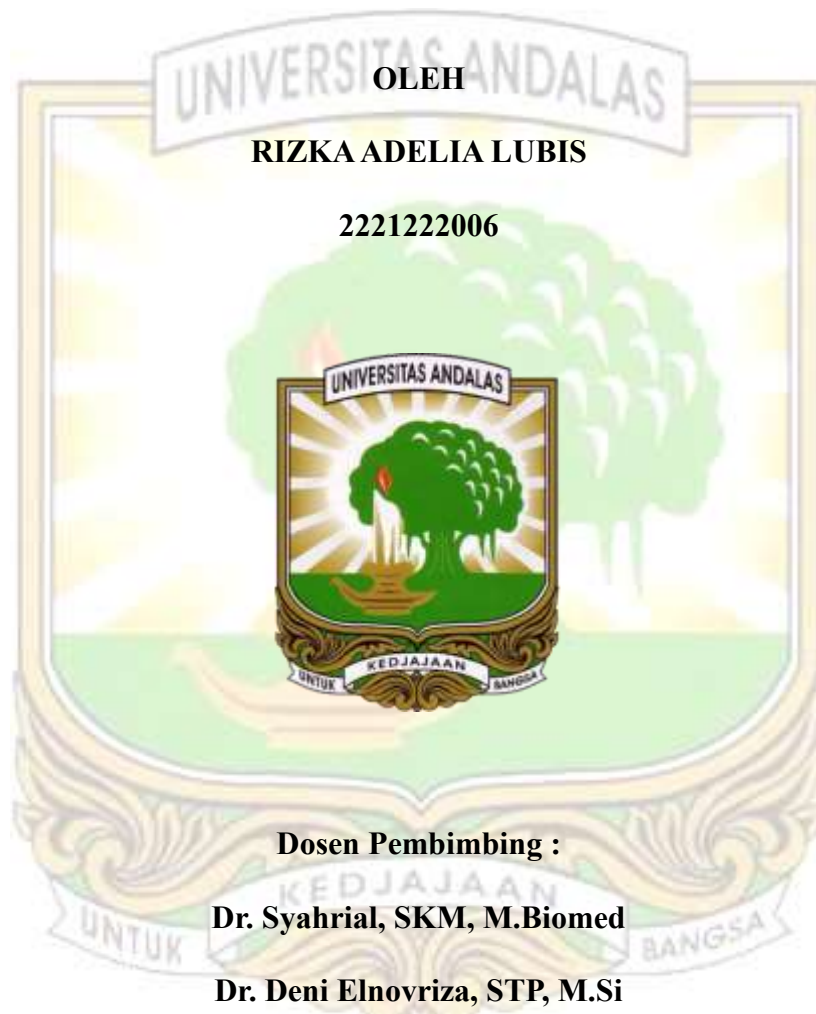 UNIVERSITAS ANDALAS
OLEH
RIZKA ADELIA LUBIS
2221222006
UNIVERSITAS ANDALAS
UNTUK KEDJAJAAN BANGSA
Dosen Pembimbing :
KEDJAJAAN
Dr. Syahrial, SKM, M.Biomed
UNTUK BANGSA
Dr. Deni Elnovriza, STP, M.Si